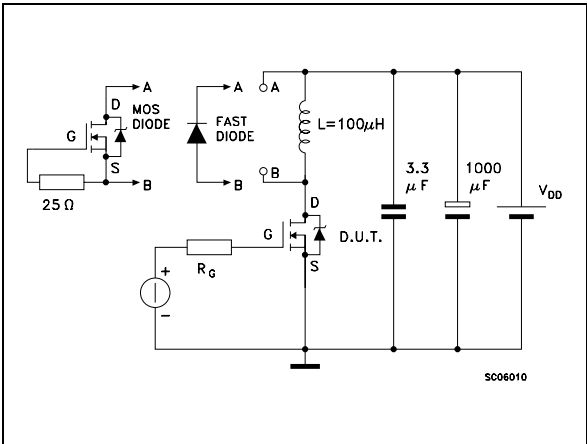 A
D
MOS
DIODE
G
S
B
25 Ω
A
FAST
DIODE
B
A
L=100μH
B
D
G
D.U.T.
S
RG
+
−
3.3
μF
1000
μF
VDD
SC06010